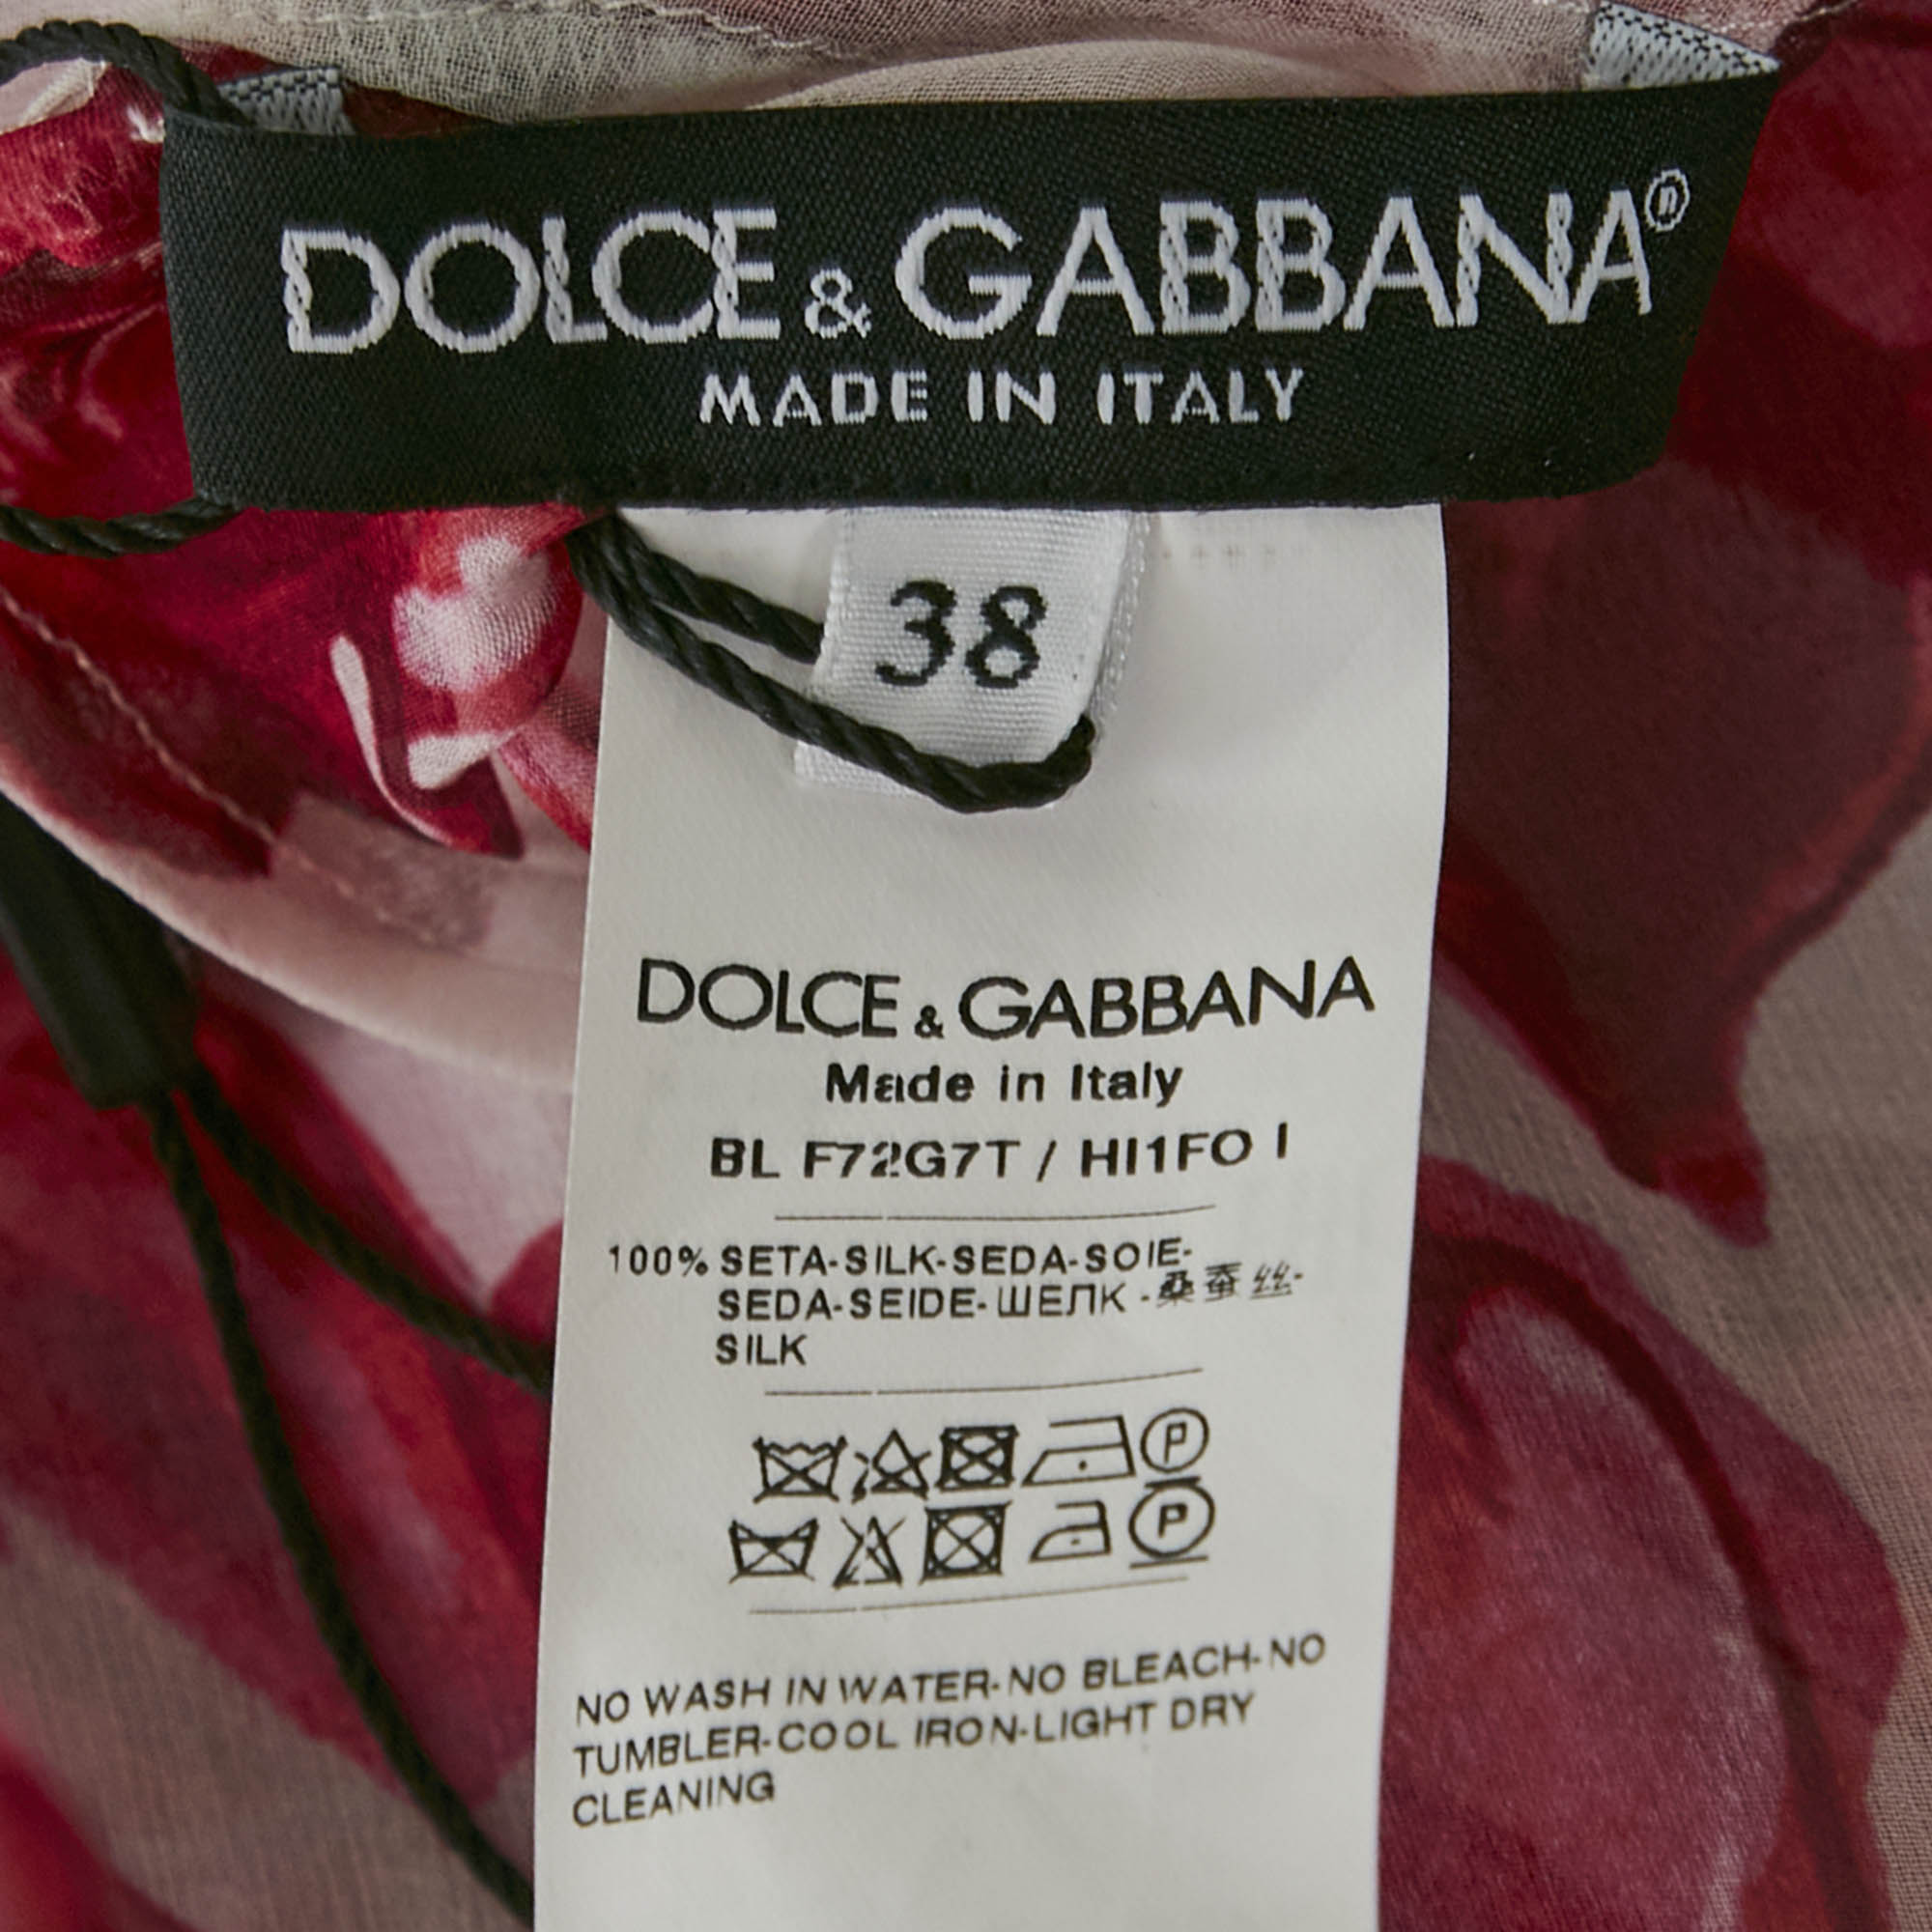 DOLCE & GABBANA®
MADE IN ITALY
38
DOLCE & GABBANA
Made in Italy
BL F72G7T / HI1FO I
100% SETA-SILK-SEDA-SOIE-
SEDA-SEIDE-ШЕЛК -桑蚕丝-
SILK
P
P
NO WASH IN WATER-NO BLEACH-NO
TUMBLER-COOL IRON-LIGHT DRY
CLEANING